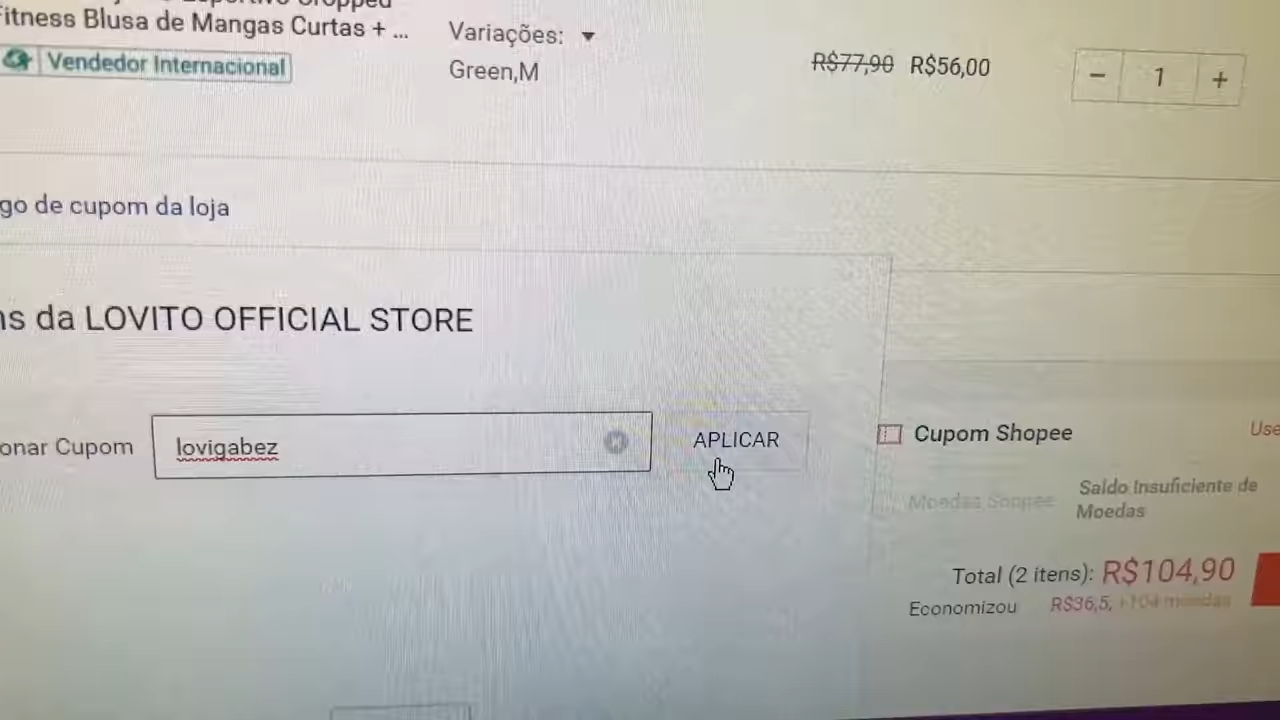 Fitness Blusa de Mangas Curtas + ...
Vendedor Internacional
Variações:
Green,M
R$77,90 R$56,00
− 1 +
go de cupom da loja
ns da LOVITO OFFICIAL STORE
onar Cupom
lovigabez
APLICAR
Cupom Shopee
Use
Moedas Shopee
Saldo Insuficiente de
Moedas
Total (2 itens): R$104,90
Economizou R$36,5, +104 moedas